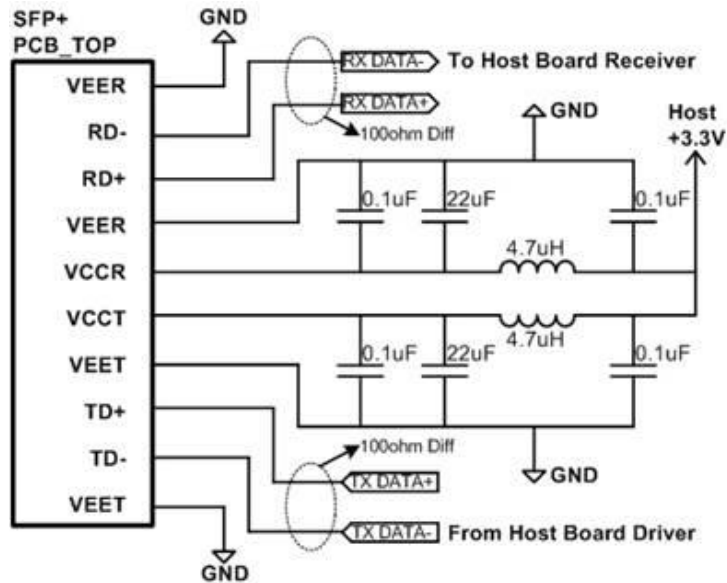 SFP+
PCB_TOP
GND
VEER
RD-
RD+
VEER
VCCR
VCCT
VEET
TD+
TD-
VEET
RX DATA-
To Host Board Receiver
RX DATA+
100ohm Diff
GND
Host
+3.3V
0.1uF
22uF
0.1uF
4.7uH
4.7uH
0.1uF
22uF
0.1uF
100ohm Diff
GND
TX DATA+
TX DATA-
From Host Board Driver
GND